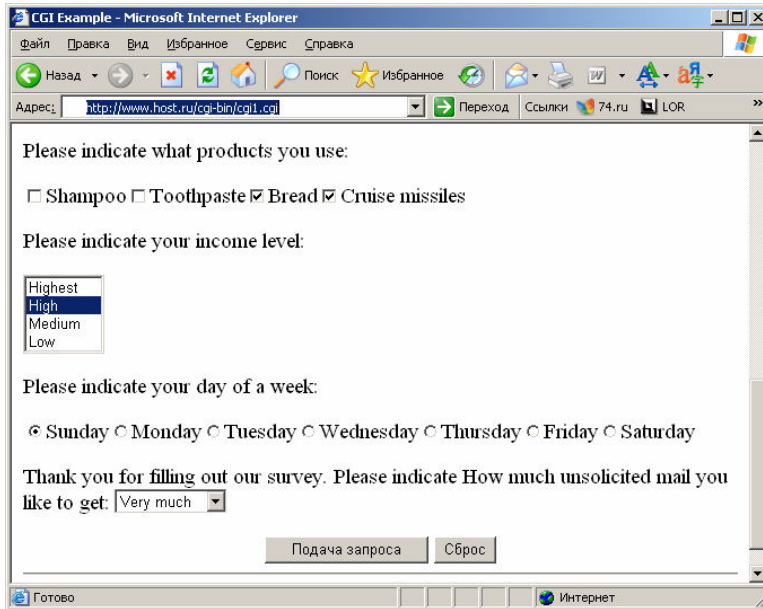 CGI Example - Microsoft Internet Explorer
Файл Правка Вид Избранное Сервис Справка
Назад Поиск Избранное
Адрес: http://www.host.ru/cgi-bin/cgi1.cgi Переход Ссылки 74.ru LOR »
Please indicate what products you use:
Shampoo Toothpaste Bread Cruise missiles
Please indicate your income level:
Highest
High
Medium
Low
Please indicate your day of a week:
Sunday Monday Tuesday Wednesday Thursday Friday Saturday
Thank you for filling out our survey. Please indicate How much unsolicited mail you
like to get: Very much
Подача запроса Сброс
Готово Интернет